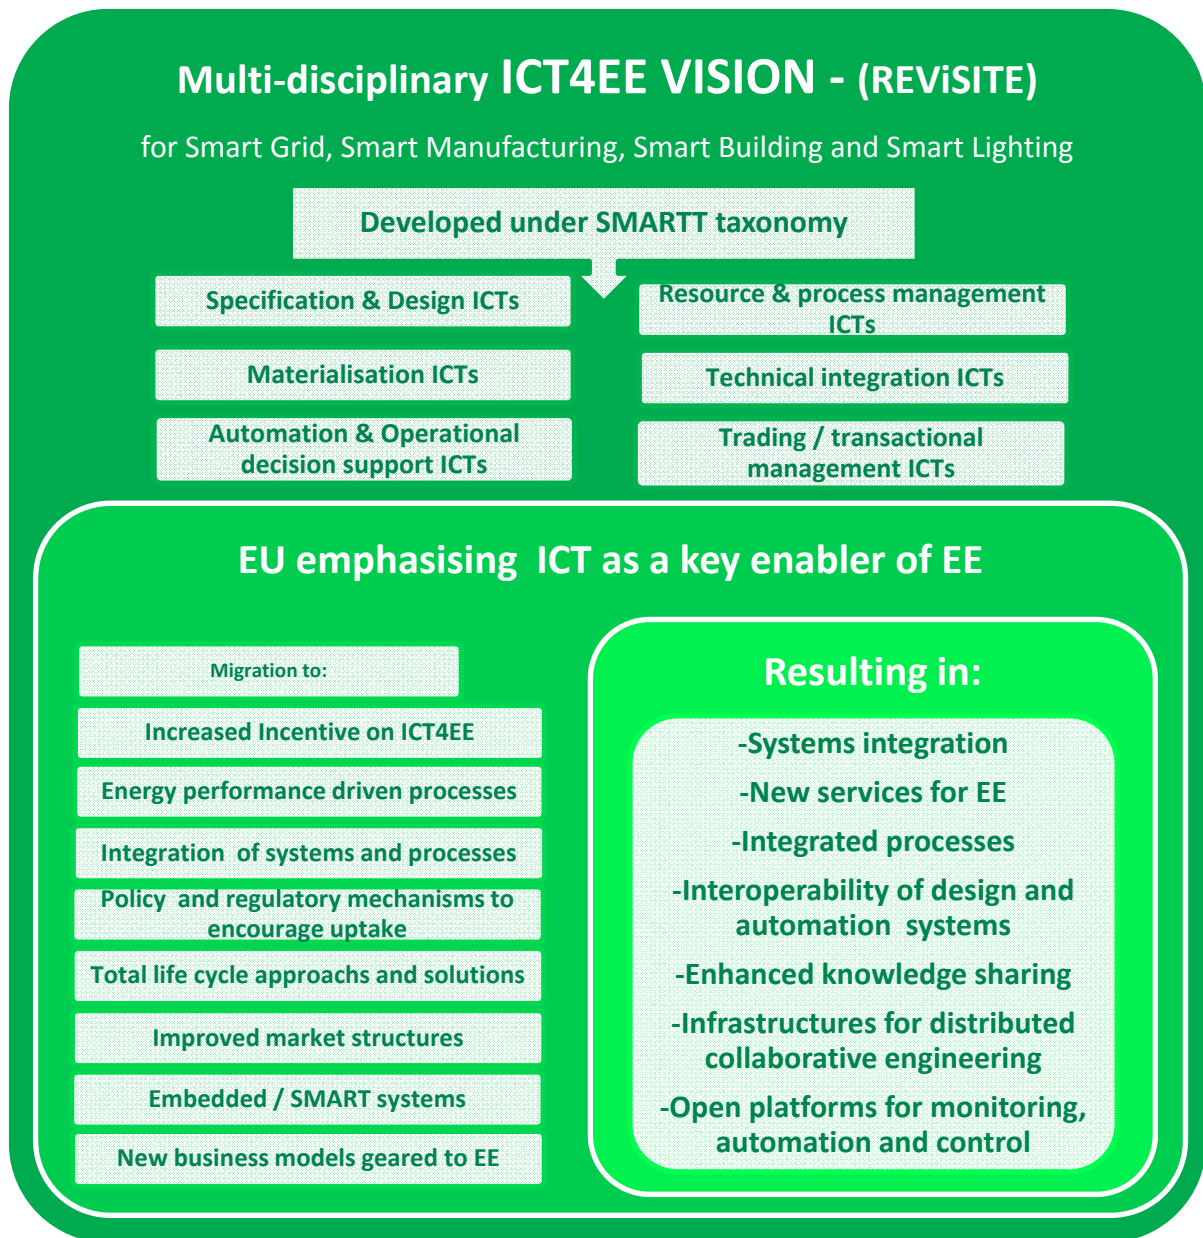 Multi-disciplinary ICT4EE VISION - (REViSITE)
for Smart Grid, Smart Manufacturing, Smart Building and Smart Lighting
Developed under SMARTT taxonomy
Specification & Design ICTs
Materialisation ICTs
Automation & Operational
decision support ICTs
Resource & process management
ICTs
Technical integration ICTs
Trading / transactional
management ICTs
EU emphasising ICT as a key enabler of EE
Migration to:
Increased Incentive on ICT4EE
Energy performance driven processes
Integration of systems and processes
Policy and regulatory mechanisms to
encourage uptake
Total life cycle approachs and solutions
Improved market structures
Embedded / SMART systems
New business models geared to EE
Resulting in:
-Systems integration
-New services for EE
-Integrated processes
-Interoperability of design and
automation systems
-Enhanced knowledge sharing
-Infrastructures for distributed
collaborative engineering
-Open platforms for monitoring,
automation and control